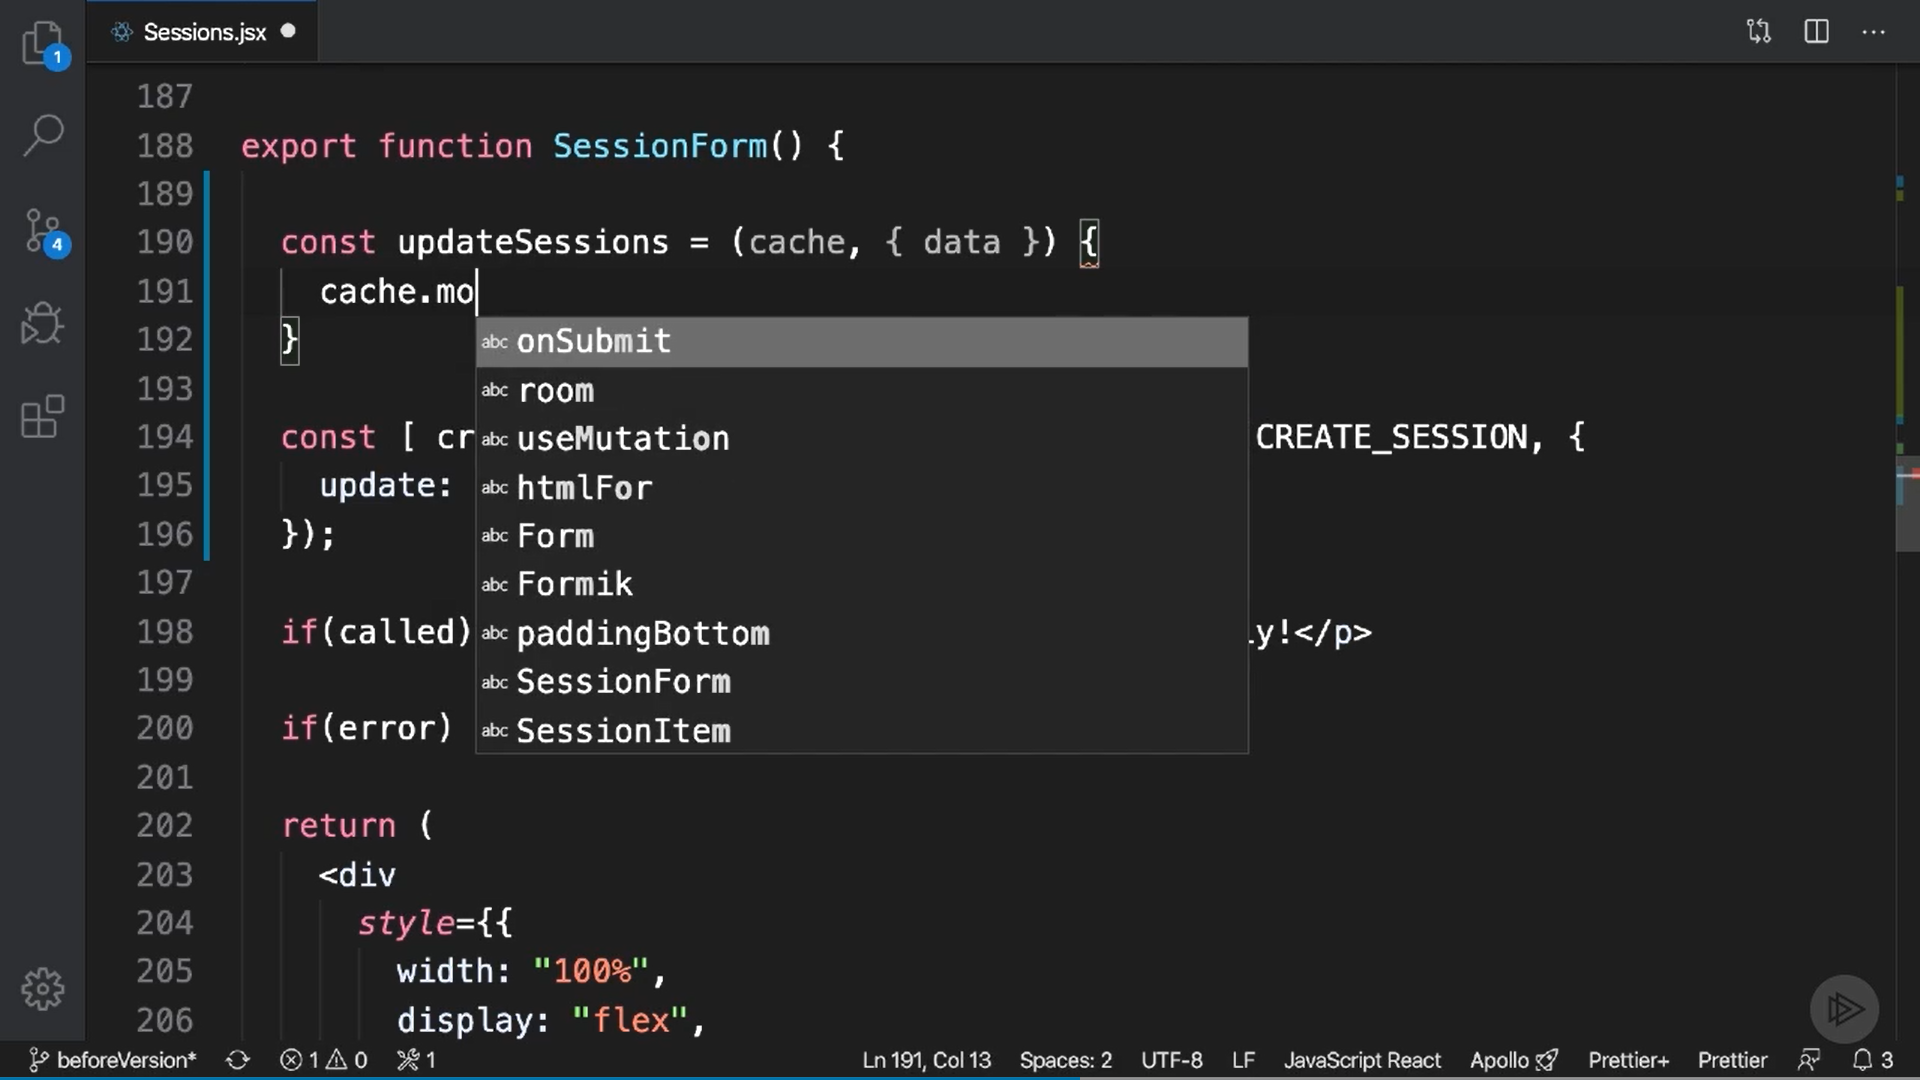 Sessions.jsx
1
187
188 export function SessionForm() {
189
190 const updateSessions = (cache, { data }) {
4
191 cache.mo
192 }
abc onSubmit
193
abc room
194 const [ cr
abc useMutation
CREATE_SESSION, {
195 update:
abc htmlFor
196 });
abc Form
197
abc Formik
198 if(called)
abc paddingBottom
ly!</p>
199
abc SessionForm
200 if(error)
abc SessionItem
201
202 return (
203 <div
204 style={{
205 width: "100%",
206 display: "flex",
beforeVersion* 1 0 1 Ln 191, Col 13 Spaces: 2 UTF-8 LF JavaScript React Apollo Prettier+ Prettier 3